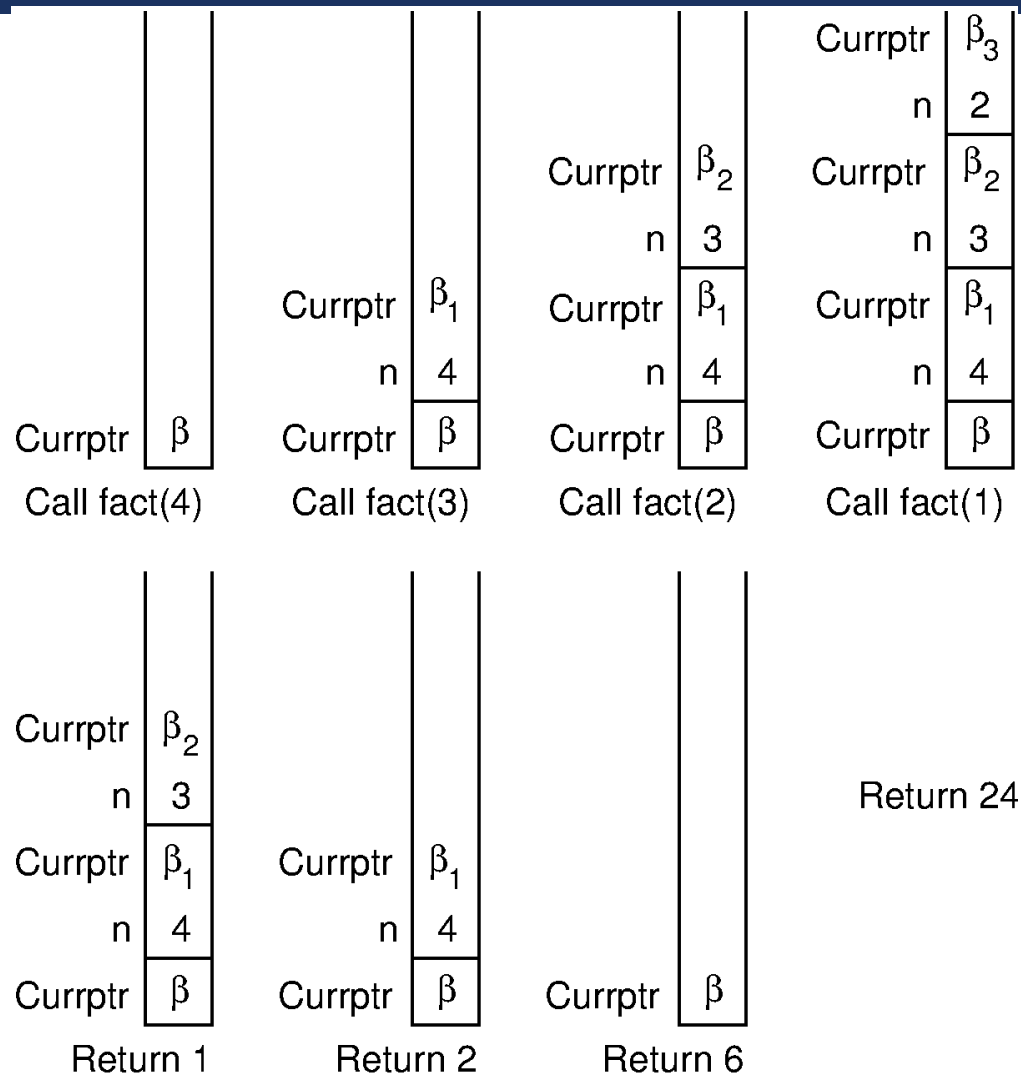 Currptr β₃
n 2
Currptr β₂ Currptr β₂
n 3 n 3
Currptr β₁ Currptr β₁ Currptr β₁
n 4 n 4 n 4
Currptr β Currptr β Currptr β Currptr β
Call fact(4) Call fact(3) Call fact(2) Call fact(1)
Currptr β₂
n 3 Return 24
Currptr β₁ Currptr β₁
n 4 n 4
Currptr β Currptr β Currptr β
Return 1 Return 2 Return 6